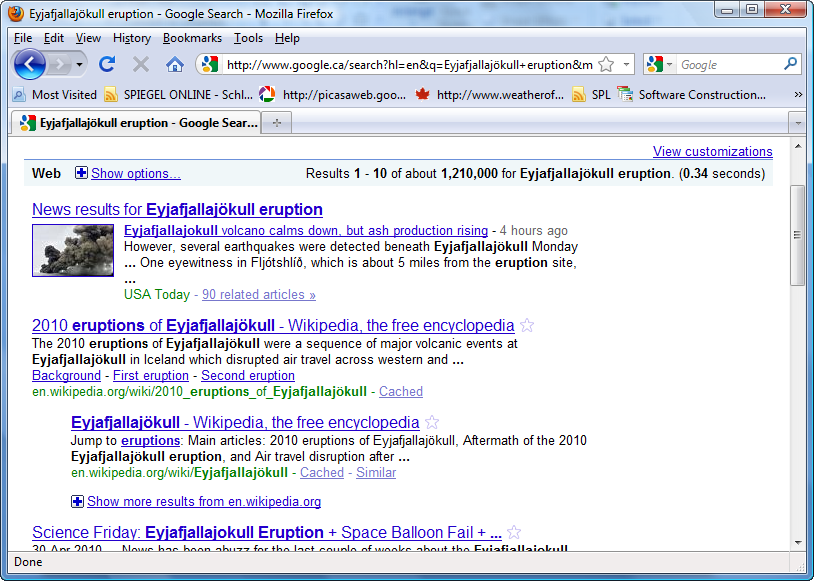 Eyjafjallajökull eruption - Google Search - Mozilla Firefox
File Edit View History Bookmarks Tools Help
http://www.google.ca/search?hl=en&q=Eyjafjallajökull+eruption&m Google
Most Visited SPIEGEL ONLINE - Schl... http://picasaweb.goo... http://www.weatherof... SPL Software Construction... »
Eyjafjallajökull eruption - Google Sear...
View customizations
Web Show options... Results 1 - 10 of about 1,210,000 for Eyjafjallajökull eruption. (0.34 seconds)
News results for Eyjafjallajökull eruption
Eyjafjallajokull volcano calms down, but ash production rising - 4 hours ago
However, several earthquakes were detected beneath Eyjafjallajökull Monday
... One eyewitness in Fljótshlíð, which is about 5 miles from the eruption site,
...
USA Today - 90 related articles »
2010 eruptions of Eyjafjallajökull - Wikipedia, the free encyclopedia
The 2010 eruptions of Eyjafjallajökull were a sequence of major volcanic events at
Eyjafjallajökull in Iceland which disrupted air travel across western and ...
Background - First eruption - Second eruption
en.wikipedia.org/wiki/2010_eruptions_of_Eyjafjallajökull - Cached
Eyjafjallajökull - Wikipedia, the free encyclopedia
Jump to eruptions: Main articles: 2010 eruptions of Eyjafjallajökull, Aftermath of the 2010
Eyjafjallajökull eruption, and Air travel disruption after ...
en.wikipedia.org/wiki/Eyjafjallajökull - Cached - Similar
Show more results from en.wikipedia.org
Science Friday: Eyjafjallajokull Eruption + Space Balloon Fail + ...
30 Apr 2010 ... News has been abuzz for the last couple of weeks about the Eyjafjallajokull
Done